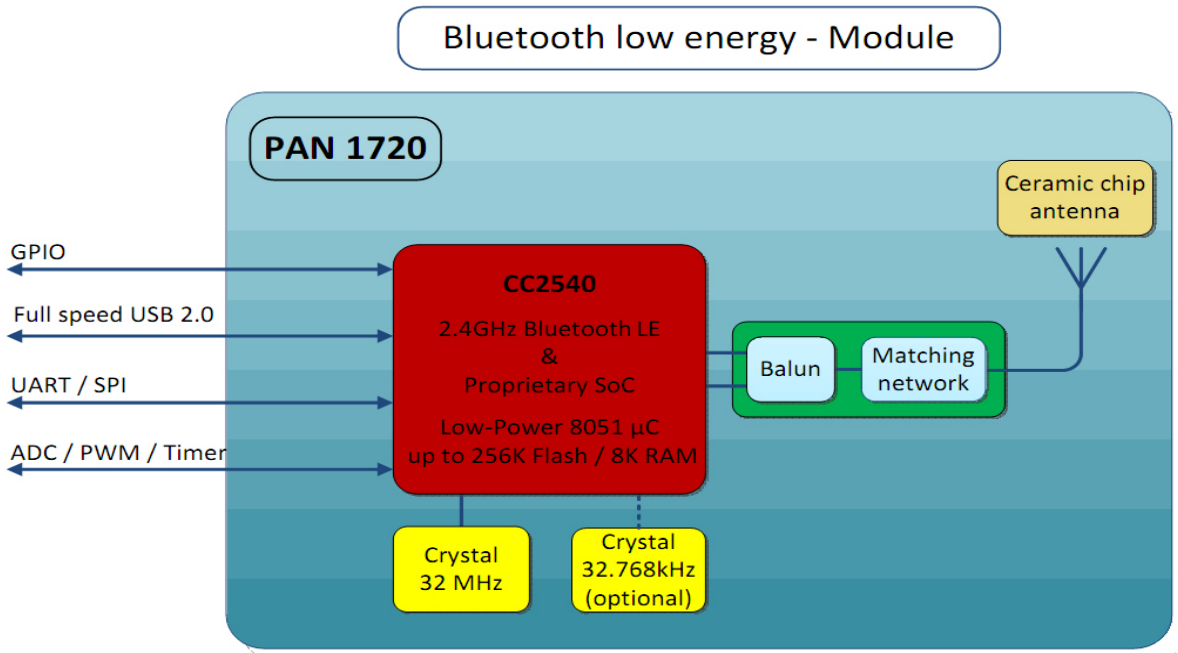 Bluetooth low energy - Module
PAN 1720
Ceramic chip
antenna
GPIO
Full speed USB 2.0
UART / SPI
ADC / PWM / Timer
CC2540
2.4GHz Bluetooth LE
&
Proprietary SoC
Low-Power 8051 µC
up to 256K Flash / 8K RAM
Balun
Matching
network
Crystal
32 MHz
Crystal
32.768kHz
(optional)